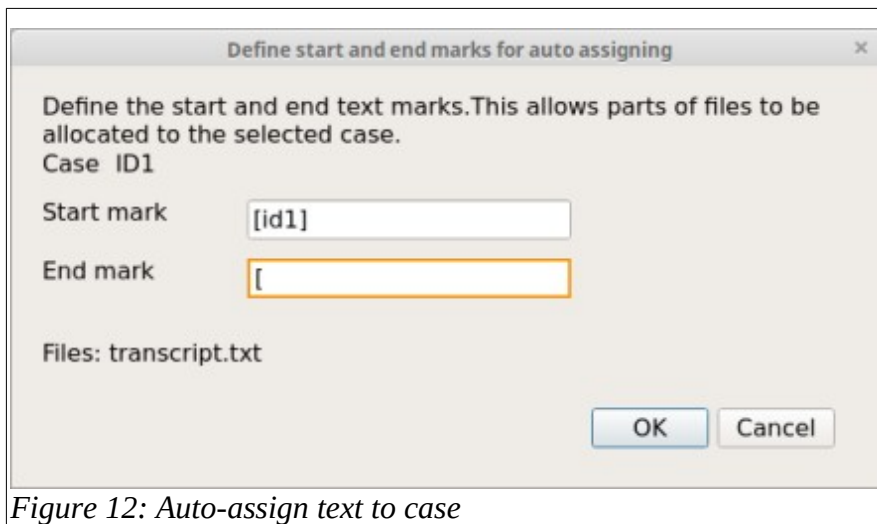 Define start and end marks for auto assigning
Define the start and end text marks.This allows parts of files to be
allocated to the selected case.
Case ID1
Start mark [id1]
End mark [
Files: transcript.txt
OK Cancel
Figure 12: Auto-assign text to case